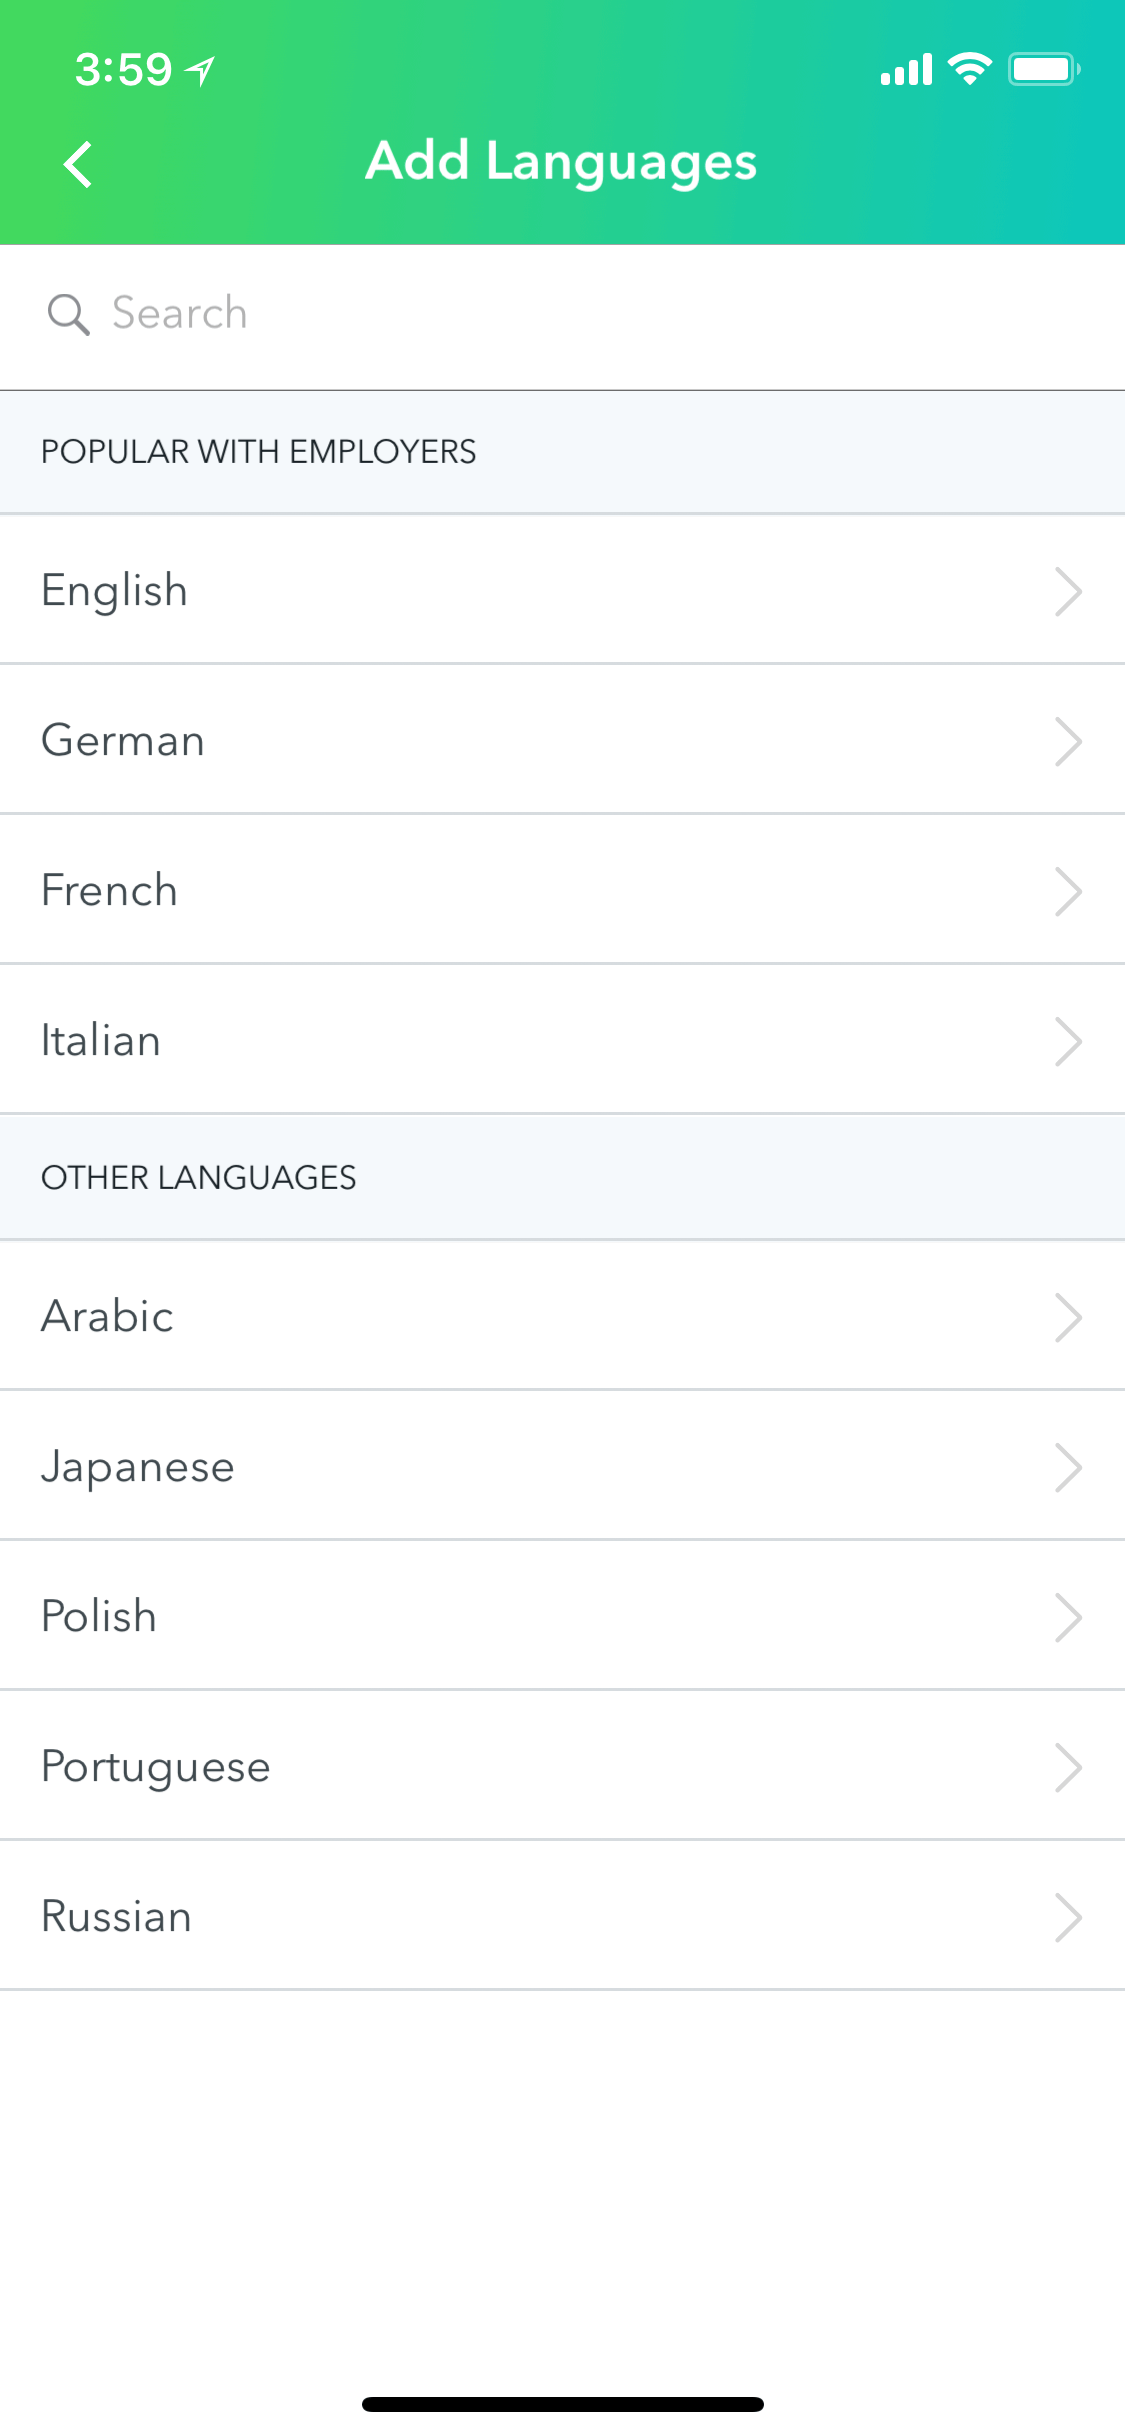 3:59
Add Languages
Search
POPULAR WITH EMPLOYERS
English
German
French
Italian
OTHER LANGUAGES
Arabic
Japanese
Polish
Portuguese
Russian